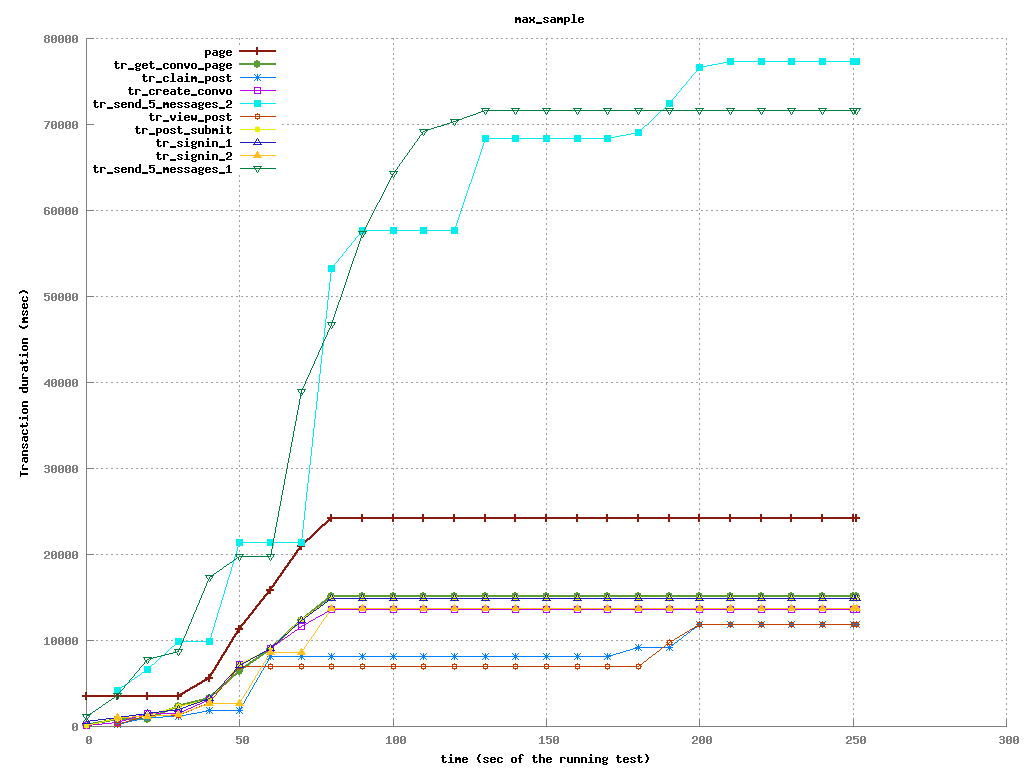 max_sample
80000
70000
60000
50000
40000
30000
20000
10000
0
Transaction duration (msec)
page
tr_get_convo_page
tr_claim_post
tr_create_convo
tr_send_5_messages_2
tr_view_post
tr_post_submit
tr_signin_1
tr_signin_2
tr_send_5_messages_1
0 50 100 150 200 250 300
time (sec of the running test)